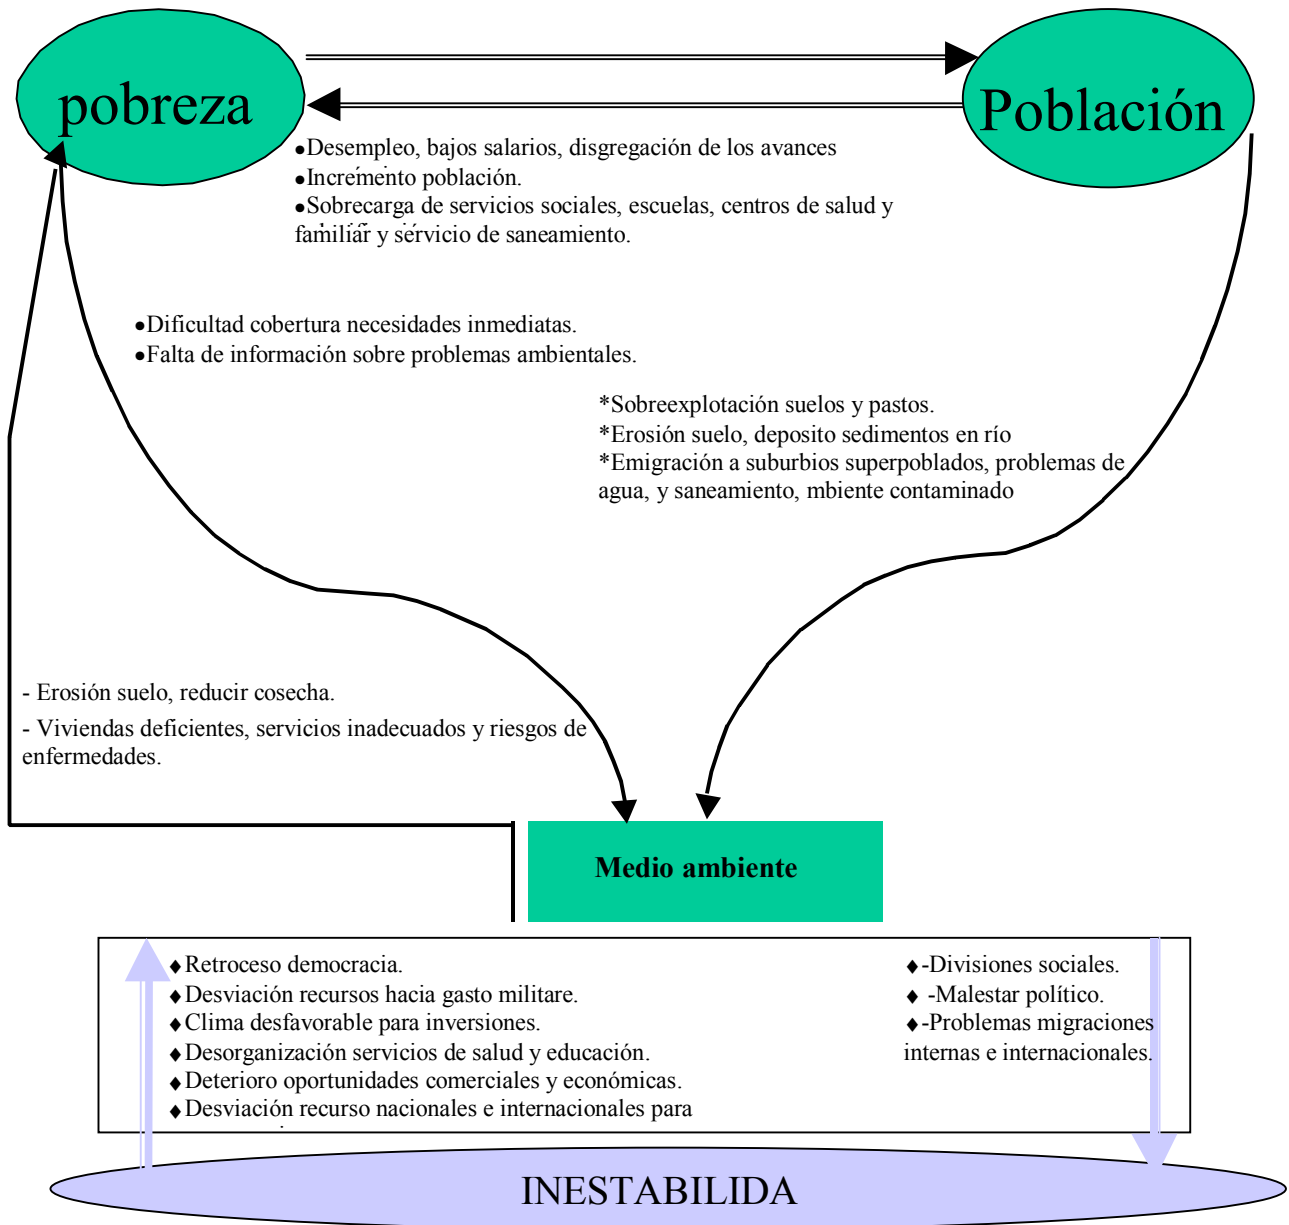 pobreza
Población
•Desempleo, bajos salarios, disgregación de los avances
•Incremento población.
•Sobrecarga de servicios sociales, escuelas, centros de salud y
familiar y servicio de saneamiento.
•Dificultad cobertura necesidades inmediatas.
•Falta de información sobre problemas ambientales.
*Sobreexplotación suelos y pastos.
*Erosión suelo, deposito sedimentos en río
*Emigración a suburbios superpoblados, problemas de
agua, y saneamiento, mbiente contaminado
- Erosión suelo, reducir cosecha.
- Viviendas deficientes, servicios inadecuados y riesgos de
enfermedades.
Medio ambiente
♦Retroceso democracia.
♦Desviación recursos hacia gasto militare.
♦Clima desfavorable para inversiones.
♦Desorganización servicios de salud y educación.
♦Deterioro oportunidades comerciales y económicas.
♦Desviación recurso nacionales e internacionales para
♦-Divisiones sociales.
♦ -Malestar político.
♦-Problemas migraciones
internas e internacionales.
INESTABILIDA